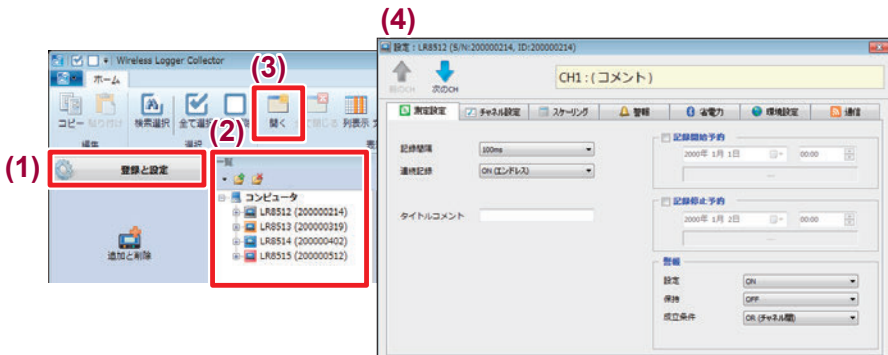 (4)
設定 : LR8512 (S/N:200000214, ID:200000214)
前のCH
次のCH
CH1 : (コメント)
測定設定
チャネル設定
スケーリング
警報
省電力
環境設定
通信
記録間隔
100ms
連続記録
ON (エンドレス)
タイトルコメント
記録開始予約
2000年 1月 1日
00:00
---
記録停止予約
2000年 1月 2日
00:00
---
警報
設定
ON
保持
OFF
成立条件
OR (チャネル間)
Wireless Logger Collector
ホーム
(3)
コピー
貼り付け
検索選択
全て選択
開く
列表示
編集
選択
(2)
(1)
登録と設定
追加と削除
一覧
コンピュータ
LR8512 (200000214)
LR8513 (200000319)
LR8514 (200000402)
LR8515 (200000512)